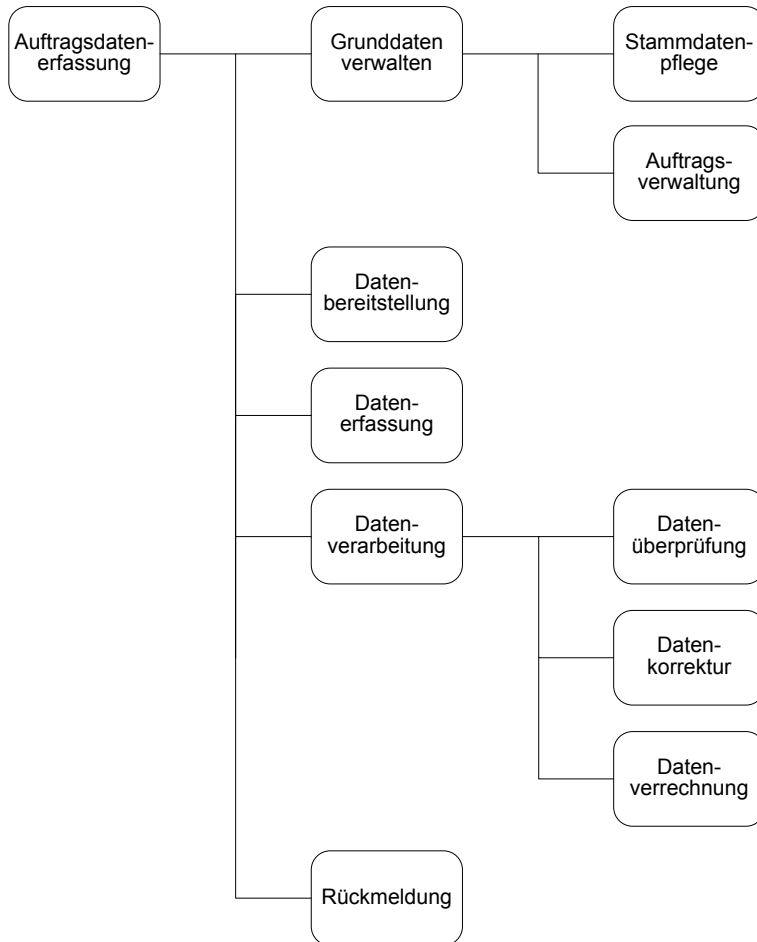 Auftragsdaten-
erfassung
Grunddaten
verwalten
Stammdaten-
pflege
Auftrags-
verwaltung
Daten-
bereitstellung
Daten-
erfassung
Daten-
verarbeitung
Daten-
überprüfung
Daten-
korrektur
Daten-
verrechnung
Rückmeldung